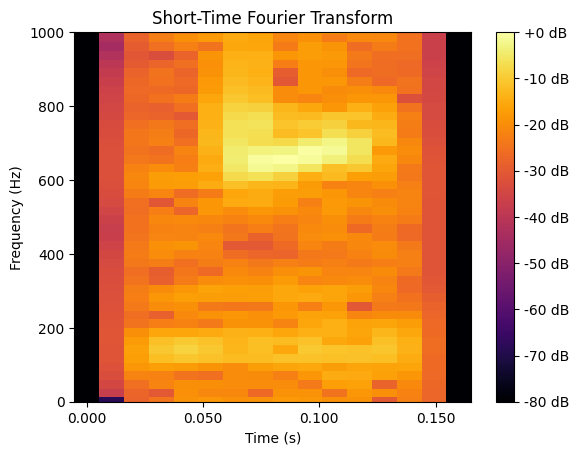 Short-Time Fourier Transform
1000
800
600
400
200
0
Frequency (Hz)
0.000
0.050
0.100
0.150
Time (s)
+0 dB
-10 dB
-20 dB
-30 dB
-40 dB
-50 dB
-60 dB
-70 dB
-80 dB